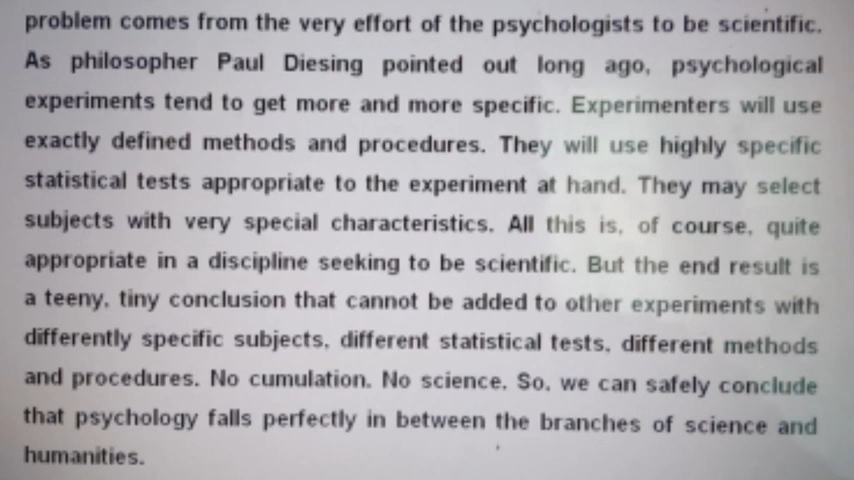 problem comes from the very effort of the psychologists to be scientific.
As philosopher Paul Diesing pointed out long ago, psychological
experiments tend to get more and more specific. Experimenters will use
exactly defined methods and procedures. They will use highly specific
statistical tests appropriate to the experiment at hand. They may select
subjects with very special characteristics. All this is, of course, quite
appropriate in a discipline seeking to be scientific. But the end result is
a teeny, tiny conclusion that cannot be added to other experiments with
differently specific subjects, different statistical tests, different methods
and procedures. No cumulation. No science. So, we can safely conclude
that psychology falls perfectly in between the branches of science and
humanities.